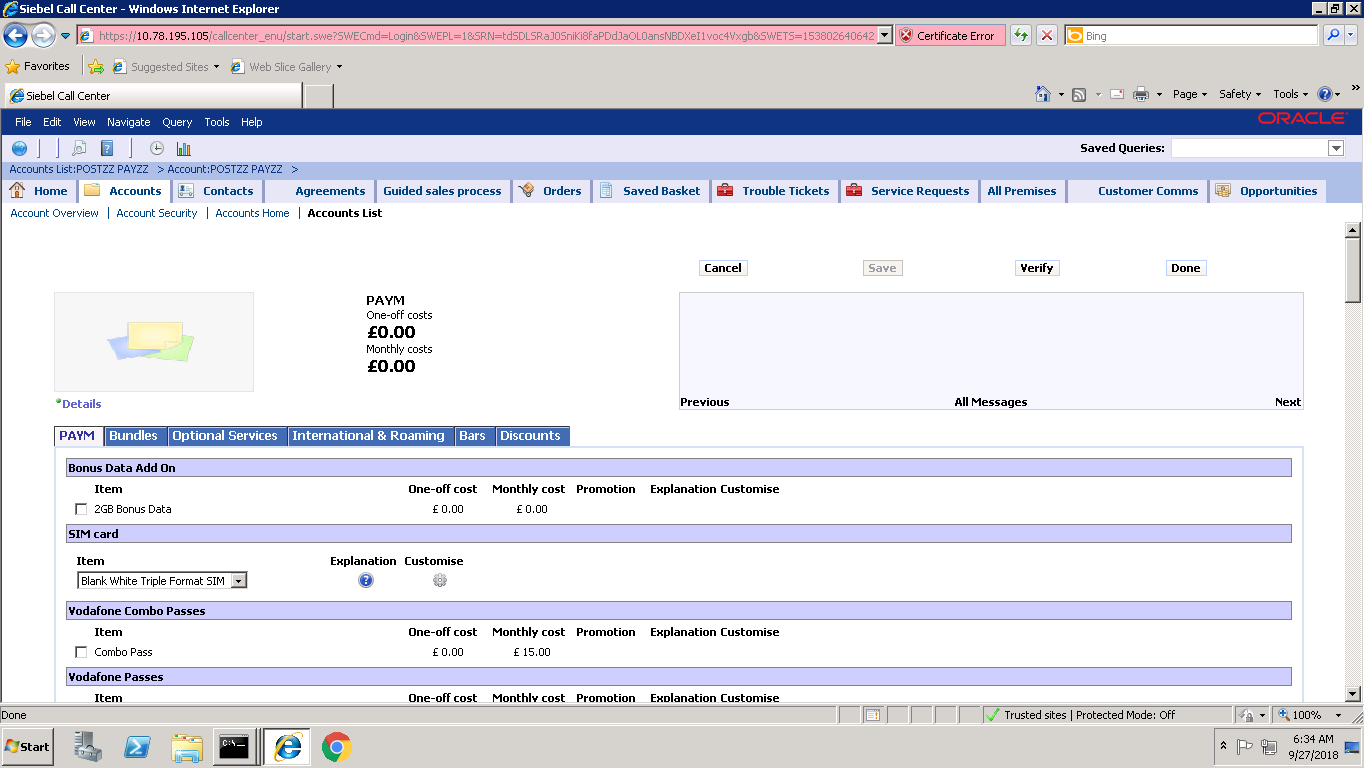 Siebel Call Center - Windows Internet Explorer
https://10.78.195.105/callcenter_enu/start.swe?SWECmd=Login&SWEPL=1&SRN=tdSDLSRaJ0SniKi8faPDdJaOL0ansNBDXeI1voc4Vxgb&SWETS=153802640642 Certificate Error Bing
Favorites Suggested Sites Web Slice Gallery
Siebel Call Center Page Safety Tools »
File Edit View Navigate Query Tools Help ORACLE
Saved Queries:
Accounts List:POSTZZ PAYZZ > Account:POSTZZ PAYZZ >
Home Accounts Contacts Agreements Guided sales process Orders Saved Basket Trouble Tickets Service Requests All Premises Customer Comms Opportunities
Account Overview | Account Security | Accounts Home | Accounts List
Cancel Save Verify Done
PAYM
One-off costs
£0.00
Monthly costs
£0.00
Details
Previous All Messages Next
PAYM Bundles Optional Services International & Roaming Bars Discounts
Bonus Data Add On
Item One-off cost Monthly cost Promotion Explanation Customise
2GB Bonus Data £ 0.00 £ 0.00
SIM card
Item Explanation Customise
Blank White Triple Format SIM ?
Vodafone Combo Passes
Item One-off cost Monthly cost Promotion Explanation Customise
Combo Pass £ 0.00 £ 15.00
Vodafone Passes
Item One-off cost Monthly cost Promotion Explanation Customise
Done Trusted sites | Protected Mode: Off 100%
Start C:\ 6:34 AM
9/27/2018